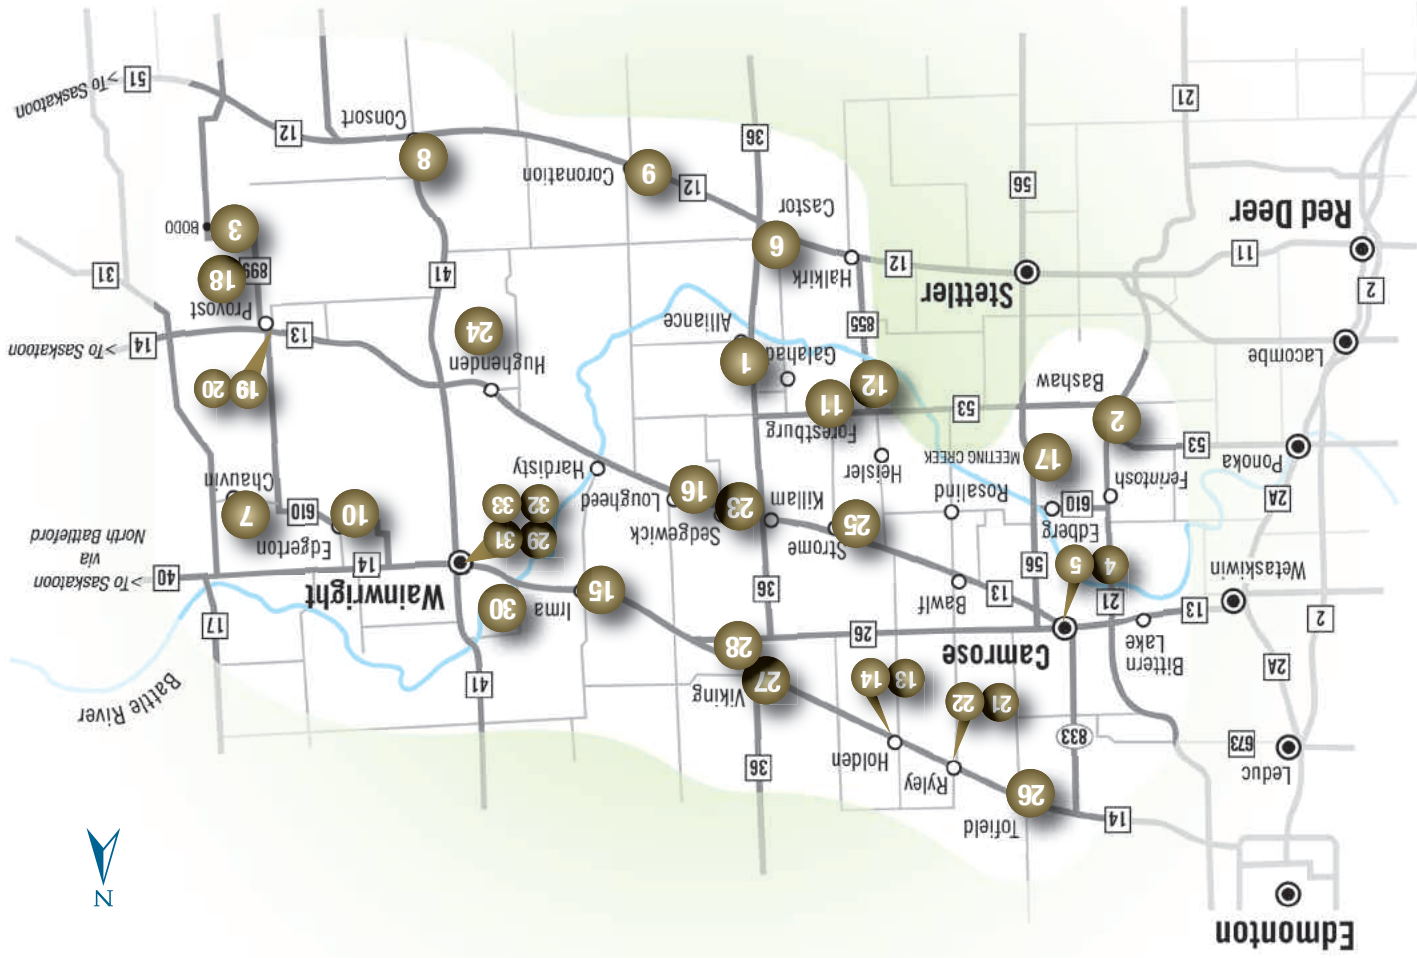 Edmonton
N
14
Tofield
26
Ryley
21
22
Holden
13
14
Leduc
673
833
36
Viking
27
28
41
Battle River
2A
2
Wetaskiwin
13
Bittern
Lake
21
Camrose
4
5
26
Bawlf
13
56
36
Irma
15
30
Wainwright
29
31
32
33
14
17
40
>To Saskatoon
via
North Battleford
Edgerton
10
610
Chauvin
7
2A
Ponoka
53
Ferintosh
Edberg
610
Rosalind
Strome
25
Killam
Sedgewick
23
Lougheed
16
Hardisty
MEETING CREEK
17
Heisler
Bashaw
2
53
Forestburg
11
12
Galahad
1
Alliance
Hughenden
24
19
20
13
14
>To Saskatoon
Provost
18
899
Lacombe
2
855
Stettler
12
Halkirk
6
Castor
41
31
3
BODO
Red Deer
11
56
12
9
Coronation
8
Consort
12
21
36
51
>To Saskatoon